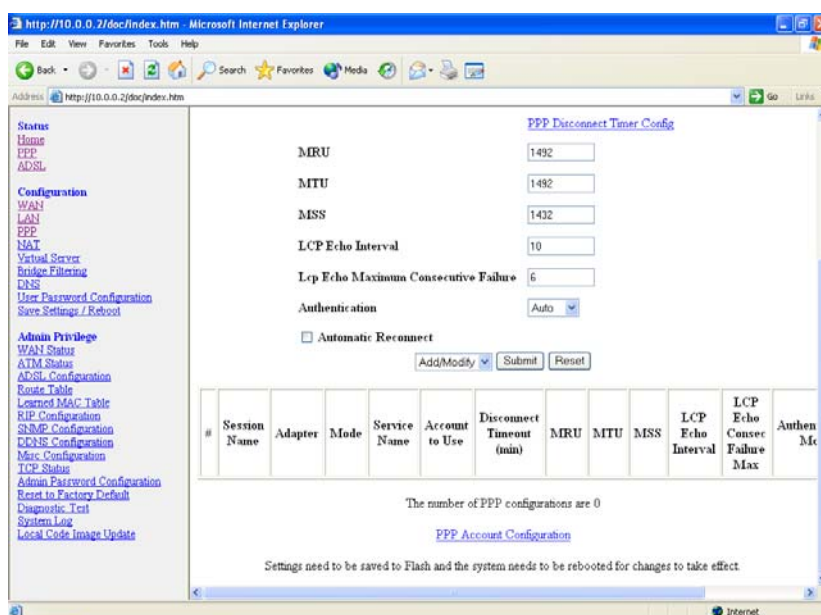 http://10.0.0.2/doc/index.htm - Microsoft Internet Explorer
File Edit View Favorites Tools Help
Back Search Favorites Media
Address http://10.0.0.2/doc/index.htm Go Links
Status
Home
PPP
ADSL
Configuration
WAN
LAN
PPP
NAT
Virtual Server
Bridge Filtering
DNS
User Password Configuration
Save Settings / Reboot
Admin Privilege
WAN Status
ATM Status
ADSL Configuration
Route Table
Learned MAC Table
RIP Configuration
SNMP Configuration
DDNS Configuration
Misc Configuration
TCP Status
Admin Password Configuration
Reset to Factory Default
Diagnostic Test
System Log
Local Code Image Update
PPP Disconnect Timer Config
MRU 1492
MTU 1492
MSS 1432
LCP Echo Interval 10
Lcp Echo Maximum Consecutive Failure 6
Authentication Auto
Automatic Reconnect
Add/Modify Submit Reset
# Session Name Adapter Mode Service Name Account to Use Disconnect Timeout (min) MRU MTU MSS LCP Echo Interval LCP Echo Consec Failure Max Authen
The number of PPP configurations are 0
PPP Account Configuration
Settings need to be saved to Flash and the system needs to be rebooted for changes to take effect.
Internet